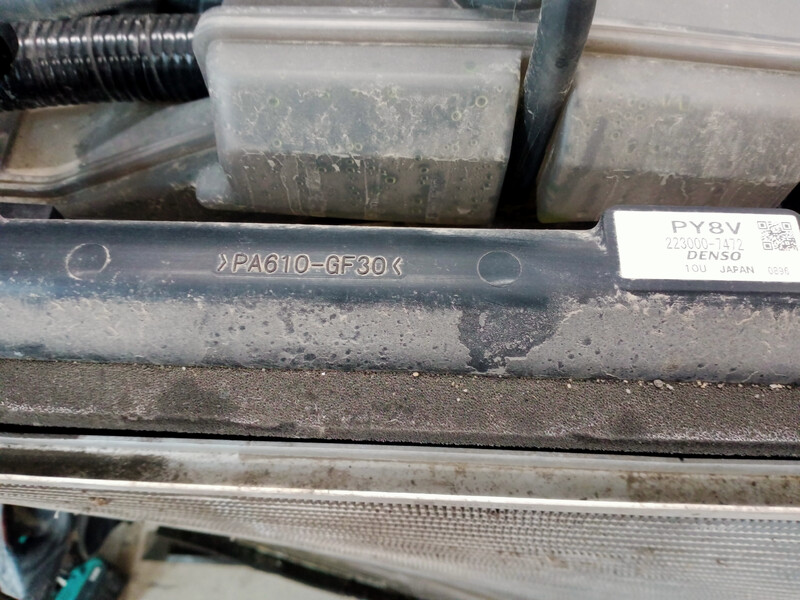 >PA610-GF30<
PY8V
223000-7472
DENSO
10U JAPAN 0896